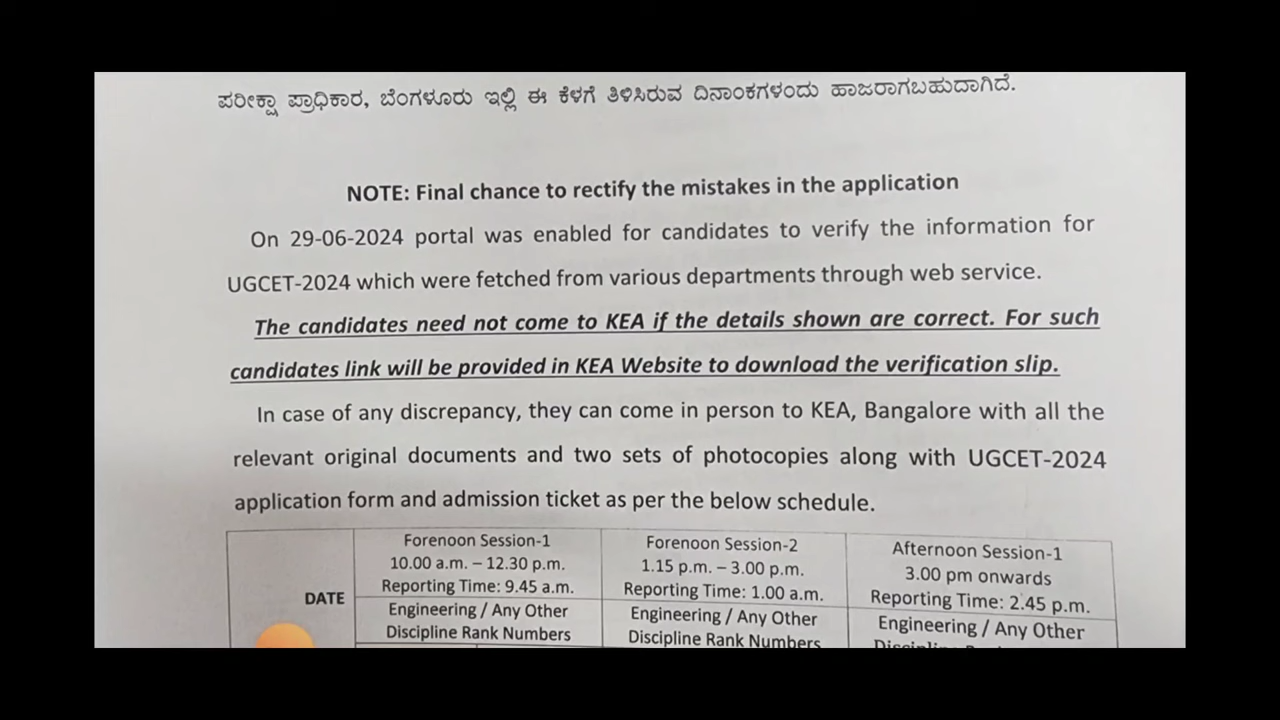 ಪರೀಕ್ಷಾ ಪ್ರಾಧಿಕಾರ, ಬೆಂಗಳೂರು ಇಲ್ಲಿ ಈ ಕೆಳಗೆ ತಿಳಿಸಿರುವ ದಿನಾಂಕಗಳಂದು ಹಾಜರಾಗಬಹುದಾಗಿದೆ.
NOTE: Final chance to rectify the mistakes in the application
On 29-06-2024 portal was enabled for candidates to verify the information for
UGCET-2024 which were fetched from various departments through web service.
The candidates need not come to KEA if the details shown are correct. For such
candidates link will be provided in KEA Website to download the verification slip.
In case of any discrepancy, they can come in person to KEA, Bangalore with all the
relevant original documents and two sets of photocopies along with UGCET-2024
application form and admission ticket as per the below schedule.
DATE
Forenoon Session-1
10.00 a.m. – 12.30 p.m.
Reporting Time: 9.45 a.m.
Engineering / Any Other
Discipline Rank Numbers
Forenoon Session-2
1.15 p.m. – 3.00 p.m.
Reporting Time: 1.00 a.m.
Engineering / Any Other
Discipline Rank Numbers
Afternoon Session-1
3.00 pm onwards
Reporting Time: 2.45 p.m.
Engineering / Any Other